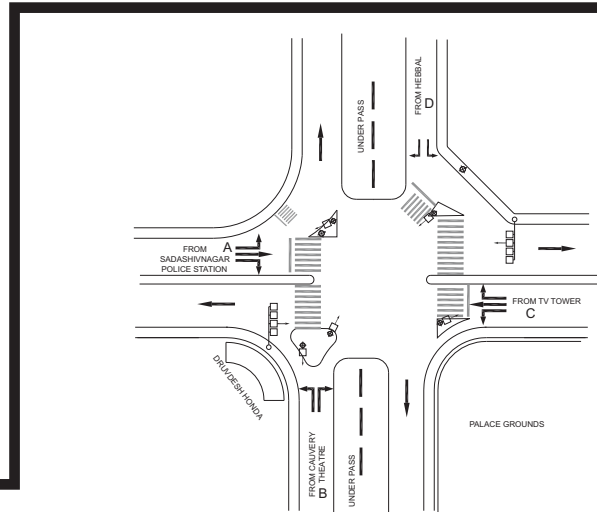 UNDER PASS
FROM HEBBAL
D
A
FROM
SADASHIVNAGAR
POLICE STATION
FROM TV TOWER
C
DRUVDESH HONDA
FROM CAUVERY
THEATRE
B
UNDER PASS
PALACE GROUNDS